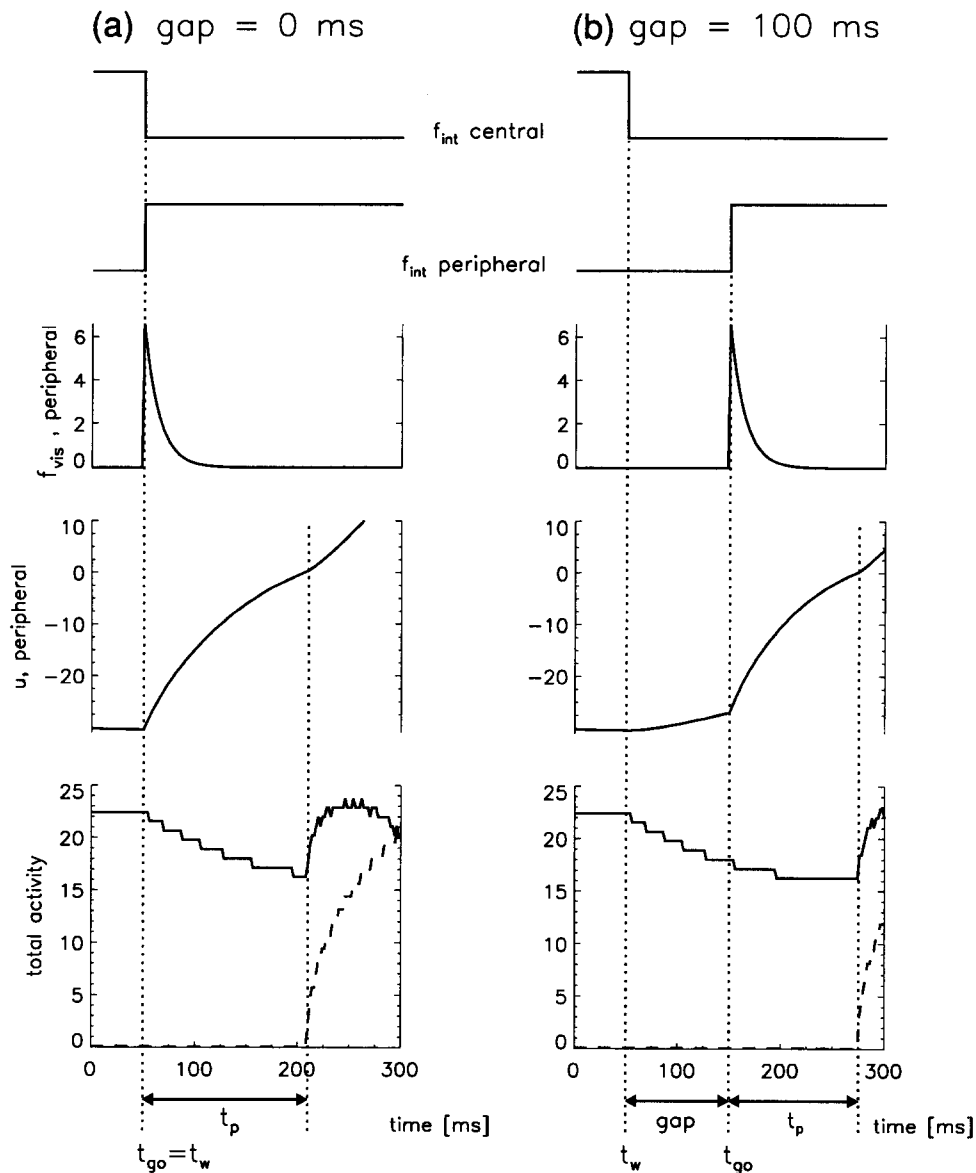 (a) gap = 0 ms
(b) gap = 100 ms
f_int central
f_int peripheral
f_vis , peripheral
6
4
2
0
6
4
2
0
u, peripheral
10
0
−10
−20
10
0
−10
−20
total activity
25
20
15
10
5
0
25
20
15
10
5
0
0 100 200 300
0 100 200 300
t_p
time [ms]
gap
t_p
time [ms]
t_go=t_w
t_w
t_go